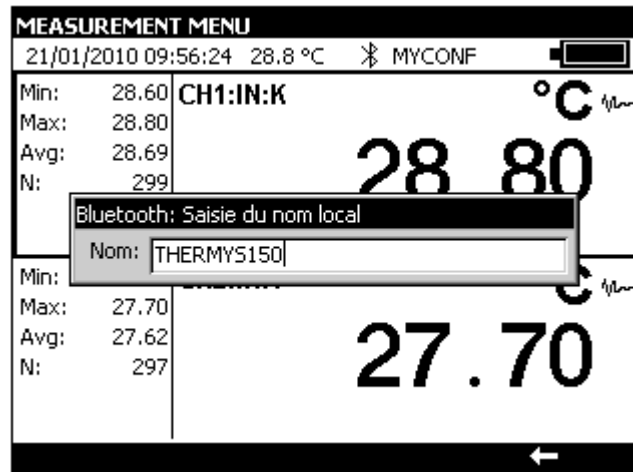 MEASUREMENT MENU
21/01/2010 09:56:24 28.8 °C MYCONF
Min: 28.60 CH1:IN:K °C
Max: 28.80
Avg: 28.69 28.80
N: 299
Bluetooth: Saisie du nom local
Nom: THERMYS150
Min: °C
Max: 27.70
Avg: 27.62 27.70
N: 297